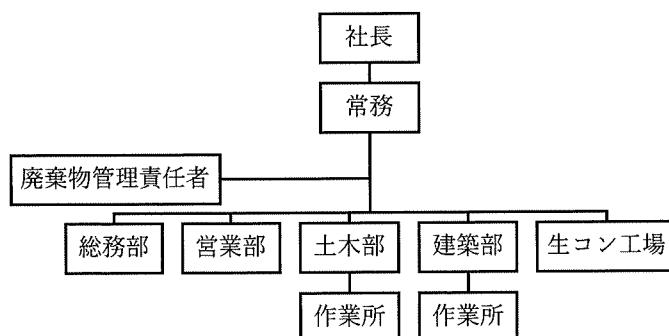 社長
常務
廃棄物管理責任者
総務部
営業部
土木部
建築部
生コン工場
作業所
作業所